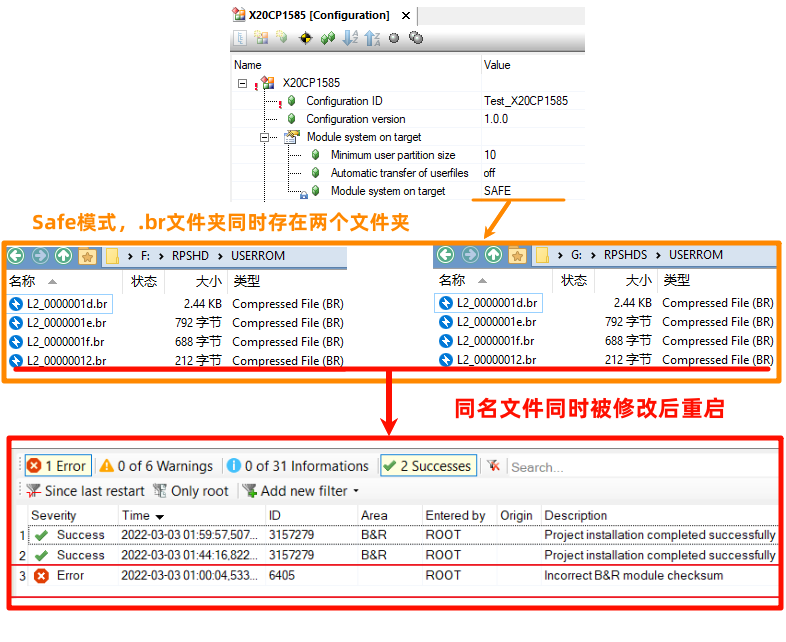 X20CP1585 [Configuration]
Name Value
X20CP1585
Configuration ID Test_X20CP1585
Configuration version 1.0.0
Module system on target
Minimum user partition size 10
Automatic transfer of userfiles off
Module system on target SAFE
Safe模式，.br文件夹同时存在两个文件夹
F: RPSHD USERROM
名称 状态 大小 类型
L2_0000001d.br 2.44 KB Compressed File (BR)
L2_0000001e.br 792 字节 Compressed File (BR)
L2_0000001f.br 688 字节 Compressed File (BR)
L2_00000012.br 212 字节 Compressed File (BR)
G: RPSHDS USERROM
名称 状态 大小 类型
L2_0000001d.br 2.44 KB Compressed File (BR)
L2_0000001e.br 792 字节 Compressed File (BR)
L2_0000001f.br 688 字节 Compressed File (BR)
L2_00000012.br 212 字节 Compressed File (BR)
同名文件同时被修改后重启
1 Error 0 of 6 Warnings 0 of 31 Informations 2 Successes Search...
Since last restart Only root Add new filter
Severity Time ID Area Entered by Origin Description
1 Success 2022-03-03 01:59:57,507... 3157279 B&R ROOT Project installation completed successfully
2 Success 2022-03-03 01:44:16,822... 3157279 B&R ROOT Project installation completed successfully
3 Error 2022-03-03 01:00:04,533... 6405 ROOT Incorrect B&R module checksum